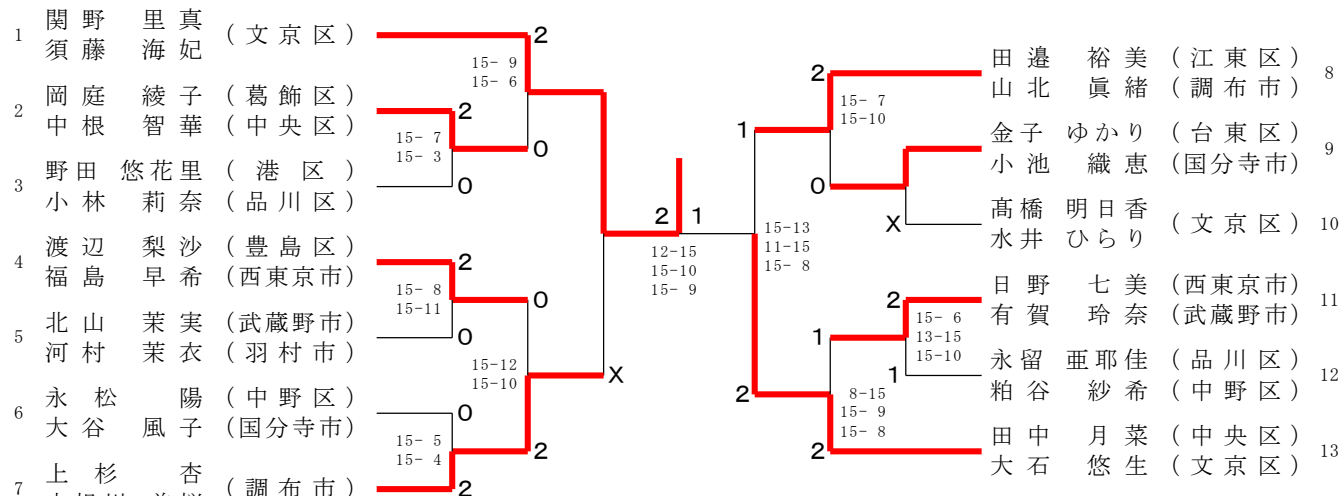 1 関野 里真 (文京区)
須藤 海妃
2 岡庭 綾子 (葛飾区)
中根 智華 (中央区)
3 野田 悠花里 (港区)
小林 莉奈 (品川区)
4 渡辺 梨沙 (豊島区)
福島 早希 (西東京市)
5 北山 茉実 (武蔵野市)
河村 茉衣 (羽村市)
6 永松 陽 (中野区)
大谷 風子 (国分寺市)
7 上杉 杏 (調布市)
2
15- 9
15- 6
2
15- 7
15- 3
0
0
2
15- 8
15-11
0
0
15-12
15-10
X
0
15- 5
15- 4
2
2
2 1
12-15
15-10
15- 9
田邉 裕美 (江東区) 8
山北 眞緒 (調布市)
金子 ゆかり (台東区) 9
小池 織恵 (国分寺市)
髙橋 明日香 (文京区) 10
水井 ひらり
日野 七美 (西東京市) 11
有賀 玲奈 (武蔵野市)
永留 亜耶佳 (品川区) 12
粕谷 紗希 (中野区)
田中 月菜 (中央区) 13
大石 悠生 (文京区)
2
15- 7
15-10
1
0
X
15-13
11-15
15- 8
2
15- 6
13-15
15-10
1
1
2
8-15
15- 9
15- 8
2